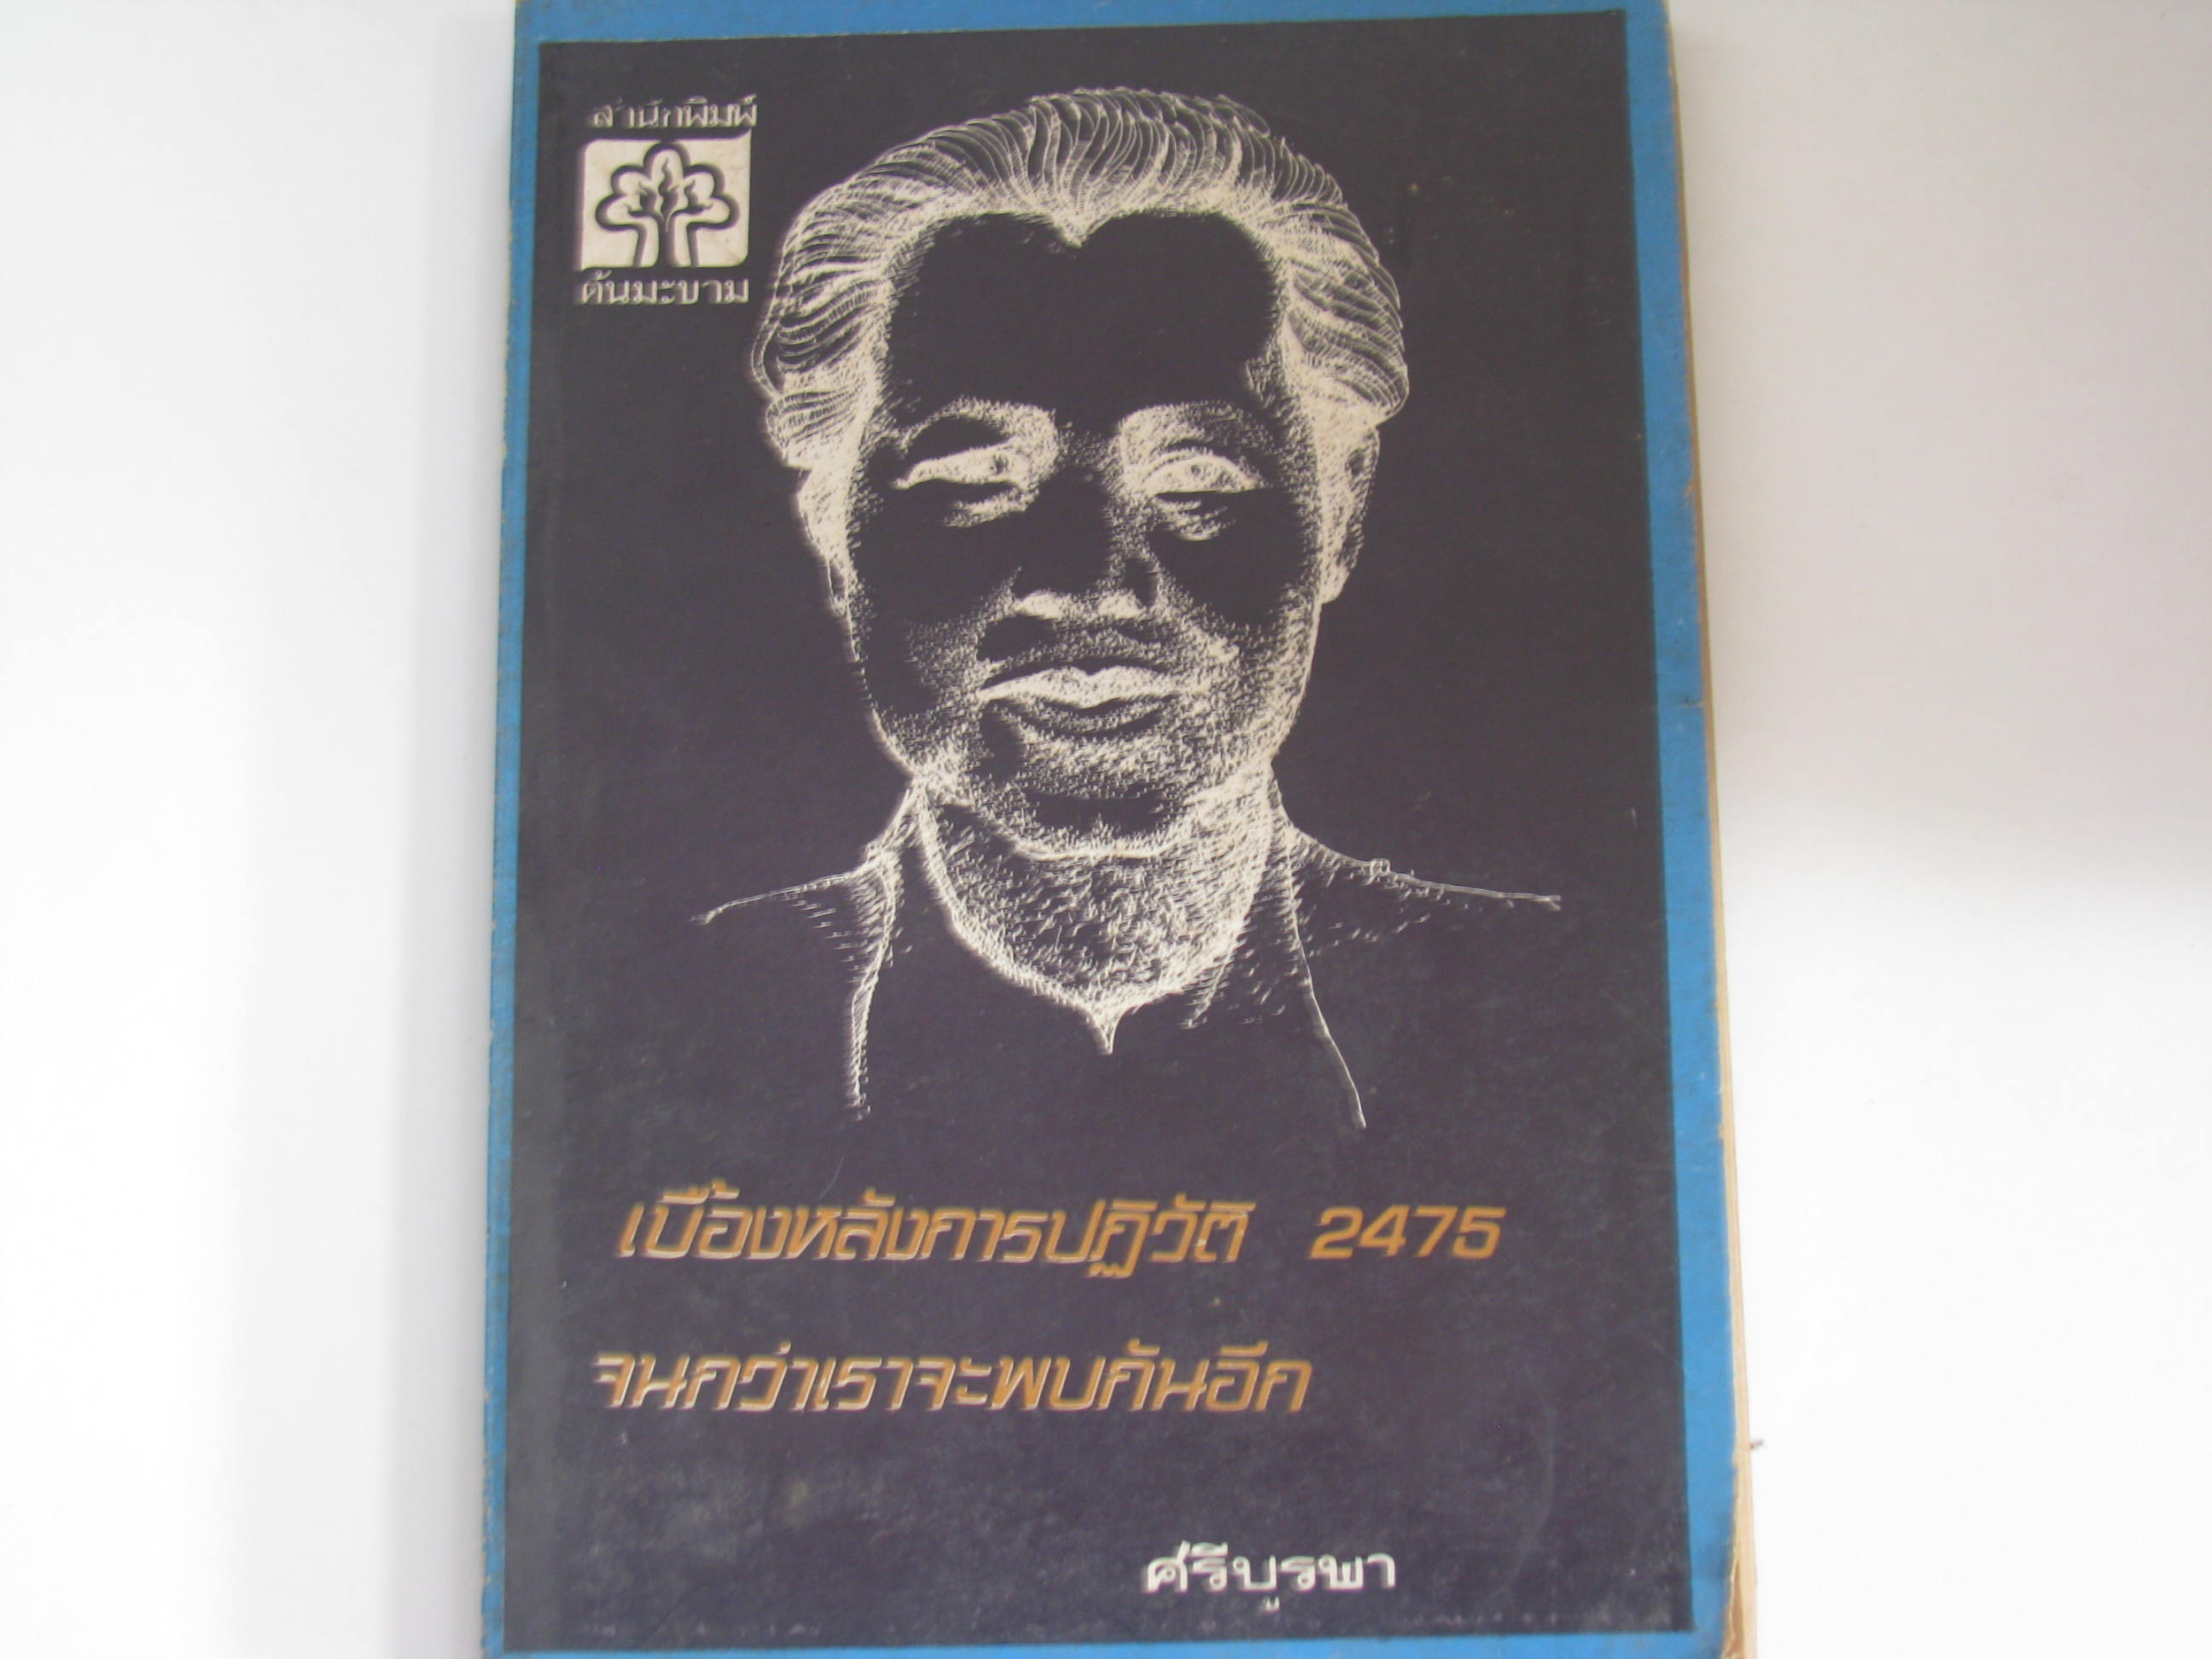 สำนักพิมพ์
ต้นมะขาม
เบื้องหลังการปฏิวัติ 2475
จนกว่าเราจะพบกันอีก
ศรีบูรพา